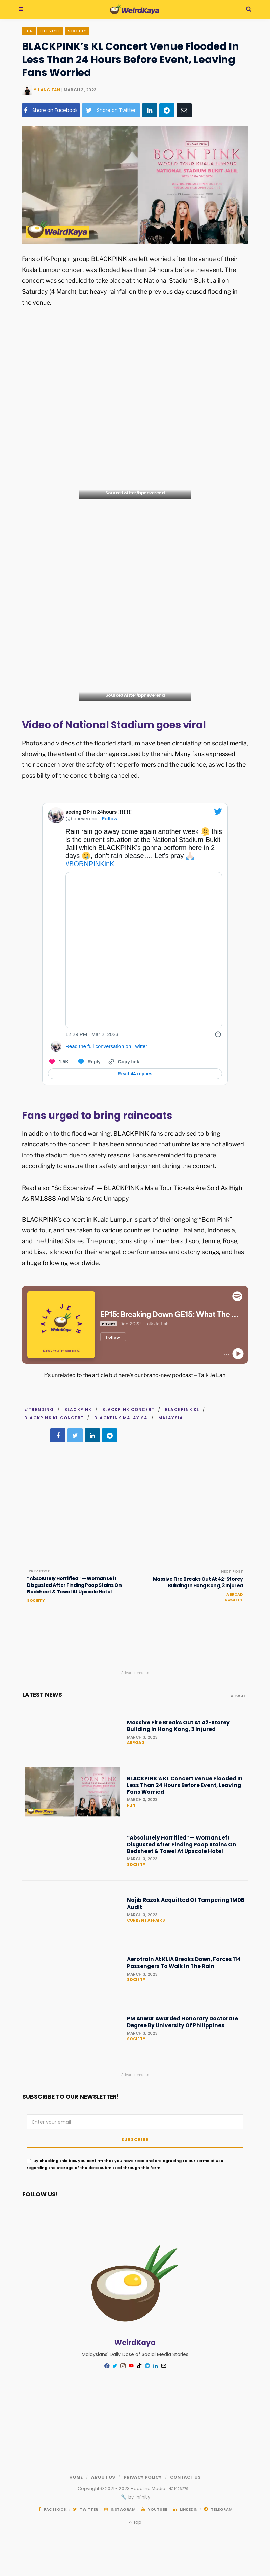 WeirdKaya
FUN
LIFESTYLE
SOCIETY
BLACKPINK’s KL Concert Venue Flooded In
Less Than 24 Hours Before Event, Leaving
Fans Worried
YU ANG TAN | MARCH 3, 2023
Share on Facebook
Share on Twitter
WeirdKaya
BORN PINK
WORLD TOUR KUALA LUMPUR
NATIONAL STADIUM
BUKIT JALIL
Fans of K-Pop girl group BLACKPINK are left worried after the venue of their
Kuala Lumpur concert was flooded less than 24 hours before the event. The
concert was scheduled to take place at the National Stadium Bukit Jalil on
Saturday (4 March), but heavy rainfall on the previous day caused flooding in
the venue.
Video of National Stadium goes viral
Photos and videos of the flooded stadium have been circulating on social media,
showing the extent of the damage caused by the rain. Many fans expressed
their concern over the safety of both the performers and the audience, as well as
the possibility of the concert being cancelled.
seeing BP in 24hours !!!!!!!!
@bpneverend · Follow
Rain rain go away come again another week 🫠 this
is the current situation at the National Stadium Bukit
Jalil which BLACKPINK's gonna perform here in 2
days 🥲, don't rain please…. Let's pray 🙏🏻
#BORNPINKinKL
12:29 PM · Mar 2, 2023
Read the full conversation on Twitter
1.9K
Reply
Copy link
Read 44 replies
Fans urged to bring raincoats
In addition to the flood warning, BLACKPINK fans are advised to bring
raincoats to the concert. It has been announced that umbrellas are not allowed
into the stadium due to safety reasons. Fans are reminded to prepare
accordingly to ensure their safety and enjoyment during the concert.
Read also: “So Expensive!” — BLACKPINK’s Msia Tour Tickets Are Sold As High
As RM1,888 And M’sians Are Unhappy
BLACKPINK’s concert in Kuala Lumpur is part of their ongoing “Born Pink”
world tour, and has taken to various countries, including Thailand, Indonesia,
and the United States. The group, consisting of members Jisoo, Jennie, Rosé,
and Lisa, is known for their energetic performances and catchy songs, and has
a huge following worldwide.
EP15: Breaking Down GE15: What The ...
PREVIEW Dec 2022 · Talk Je Lah
Follow
It’s unrelated to the article but here’s our brand-new podcast – Talk Je Lah!
#TRENDING / BLACKPINK / BLACKPINK CONCERT / BLACKPINK KL /
BLACKPINK KL CONCERT / BLACKPINK MALAYISA / MALAYSIA
PREV POST
“Absolutely Horrified” — Woman Left
Disgusted After Finding Poop Stains On
Bedsheet & Towel At Upscale Hotel
SOCIETY
NEXT POST
Massive Fire Breaks Out At 42-Storey
Building In Hong Kong, 3 Injured
ABROAD
SOCIETY
- Advertisements -
LATEST NEWS
VIEW ALL
Massive Fire Breaks Out At 42-Storey
Building In Hong Kong, 3 Injured
MARCH 3, 2023
ABROAD
WeirdKaya
BORN PINK
BLACKPINK’s KL Concert Venue Flooded In
Less Than 24 Hours Before Event, Leaving
Fans Worried
MARCH 3, 2023
FUN
“Absolutely Horrified” — Woman Left
Disgusted After Finding Poop Stains On
Bedsheet & Towel At Upscale Hotel
MARCH 3, 2023
SOCIETY
Najib Razak Acquitted Of Tampering 1MDB
Audit
MARCH 3, 2023
CURRENT AFFAIRS
Aerotrain At KLIA Breaks Down, Forces 114
Passengers To Walk In The Rain
MARCH 3, 2023
SOCIETY
PM Anwar Awarded Honorary Doctorate
Degree By University Of Philippines
MARCH 3, 2023
SOCIETY
- Advertisements -
SUBSCRIBE TO OUR NEWSLETTER!
Enter your email
SUBSCRIBE
By checking this box, you confirm that you have read and are agreeing to our terms of use
regarding the storage of the data submitted through this form.
FOLLOW US!
WeirdKaya
Malaysians' Daily Dose of Social Media Stories
HOME
ABOUT US
PRIVACY POLICY
CONTACT US
Copyright © 2021 - 2023 Headline Media
by Infinity.
FACEBOOK
TWITTER
INSTAGRAM
YOUTUBE
LINKEDIN
TELEGRAM
Top